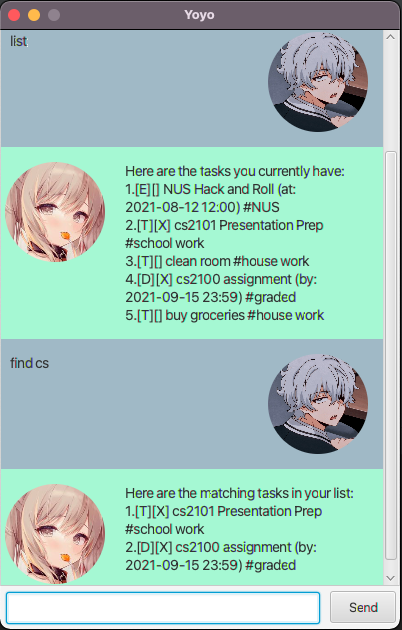 Yoyo
list
Here are the tasks you currently have:
1.[E][] NUS Hack and Roll (at:
2021-08-12 12:00) #NUS
2.[T][X] cs2101 Presentation Prep
#school work
3.[T][] clean room #house work
4.[D][X] cs2100 assignment (by:
2021-09-15 23:59) #graded
5.[T][] buy groceries #house work
find cs
Here are the matching tasks in your list:
1.[T][X] cs2101 Presentation Prep
#school work
2.[D][X] cs2100 assignment (by:
2021-09-15 23:59) #graded
Send